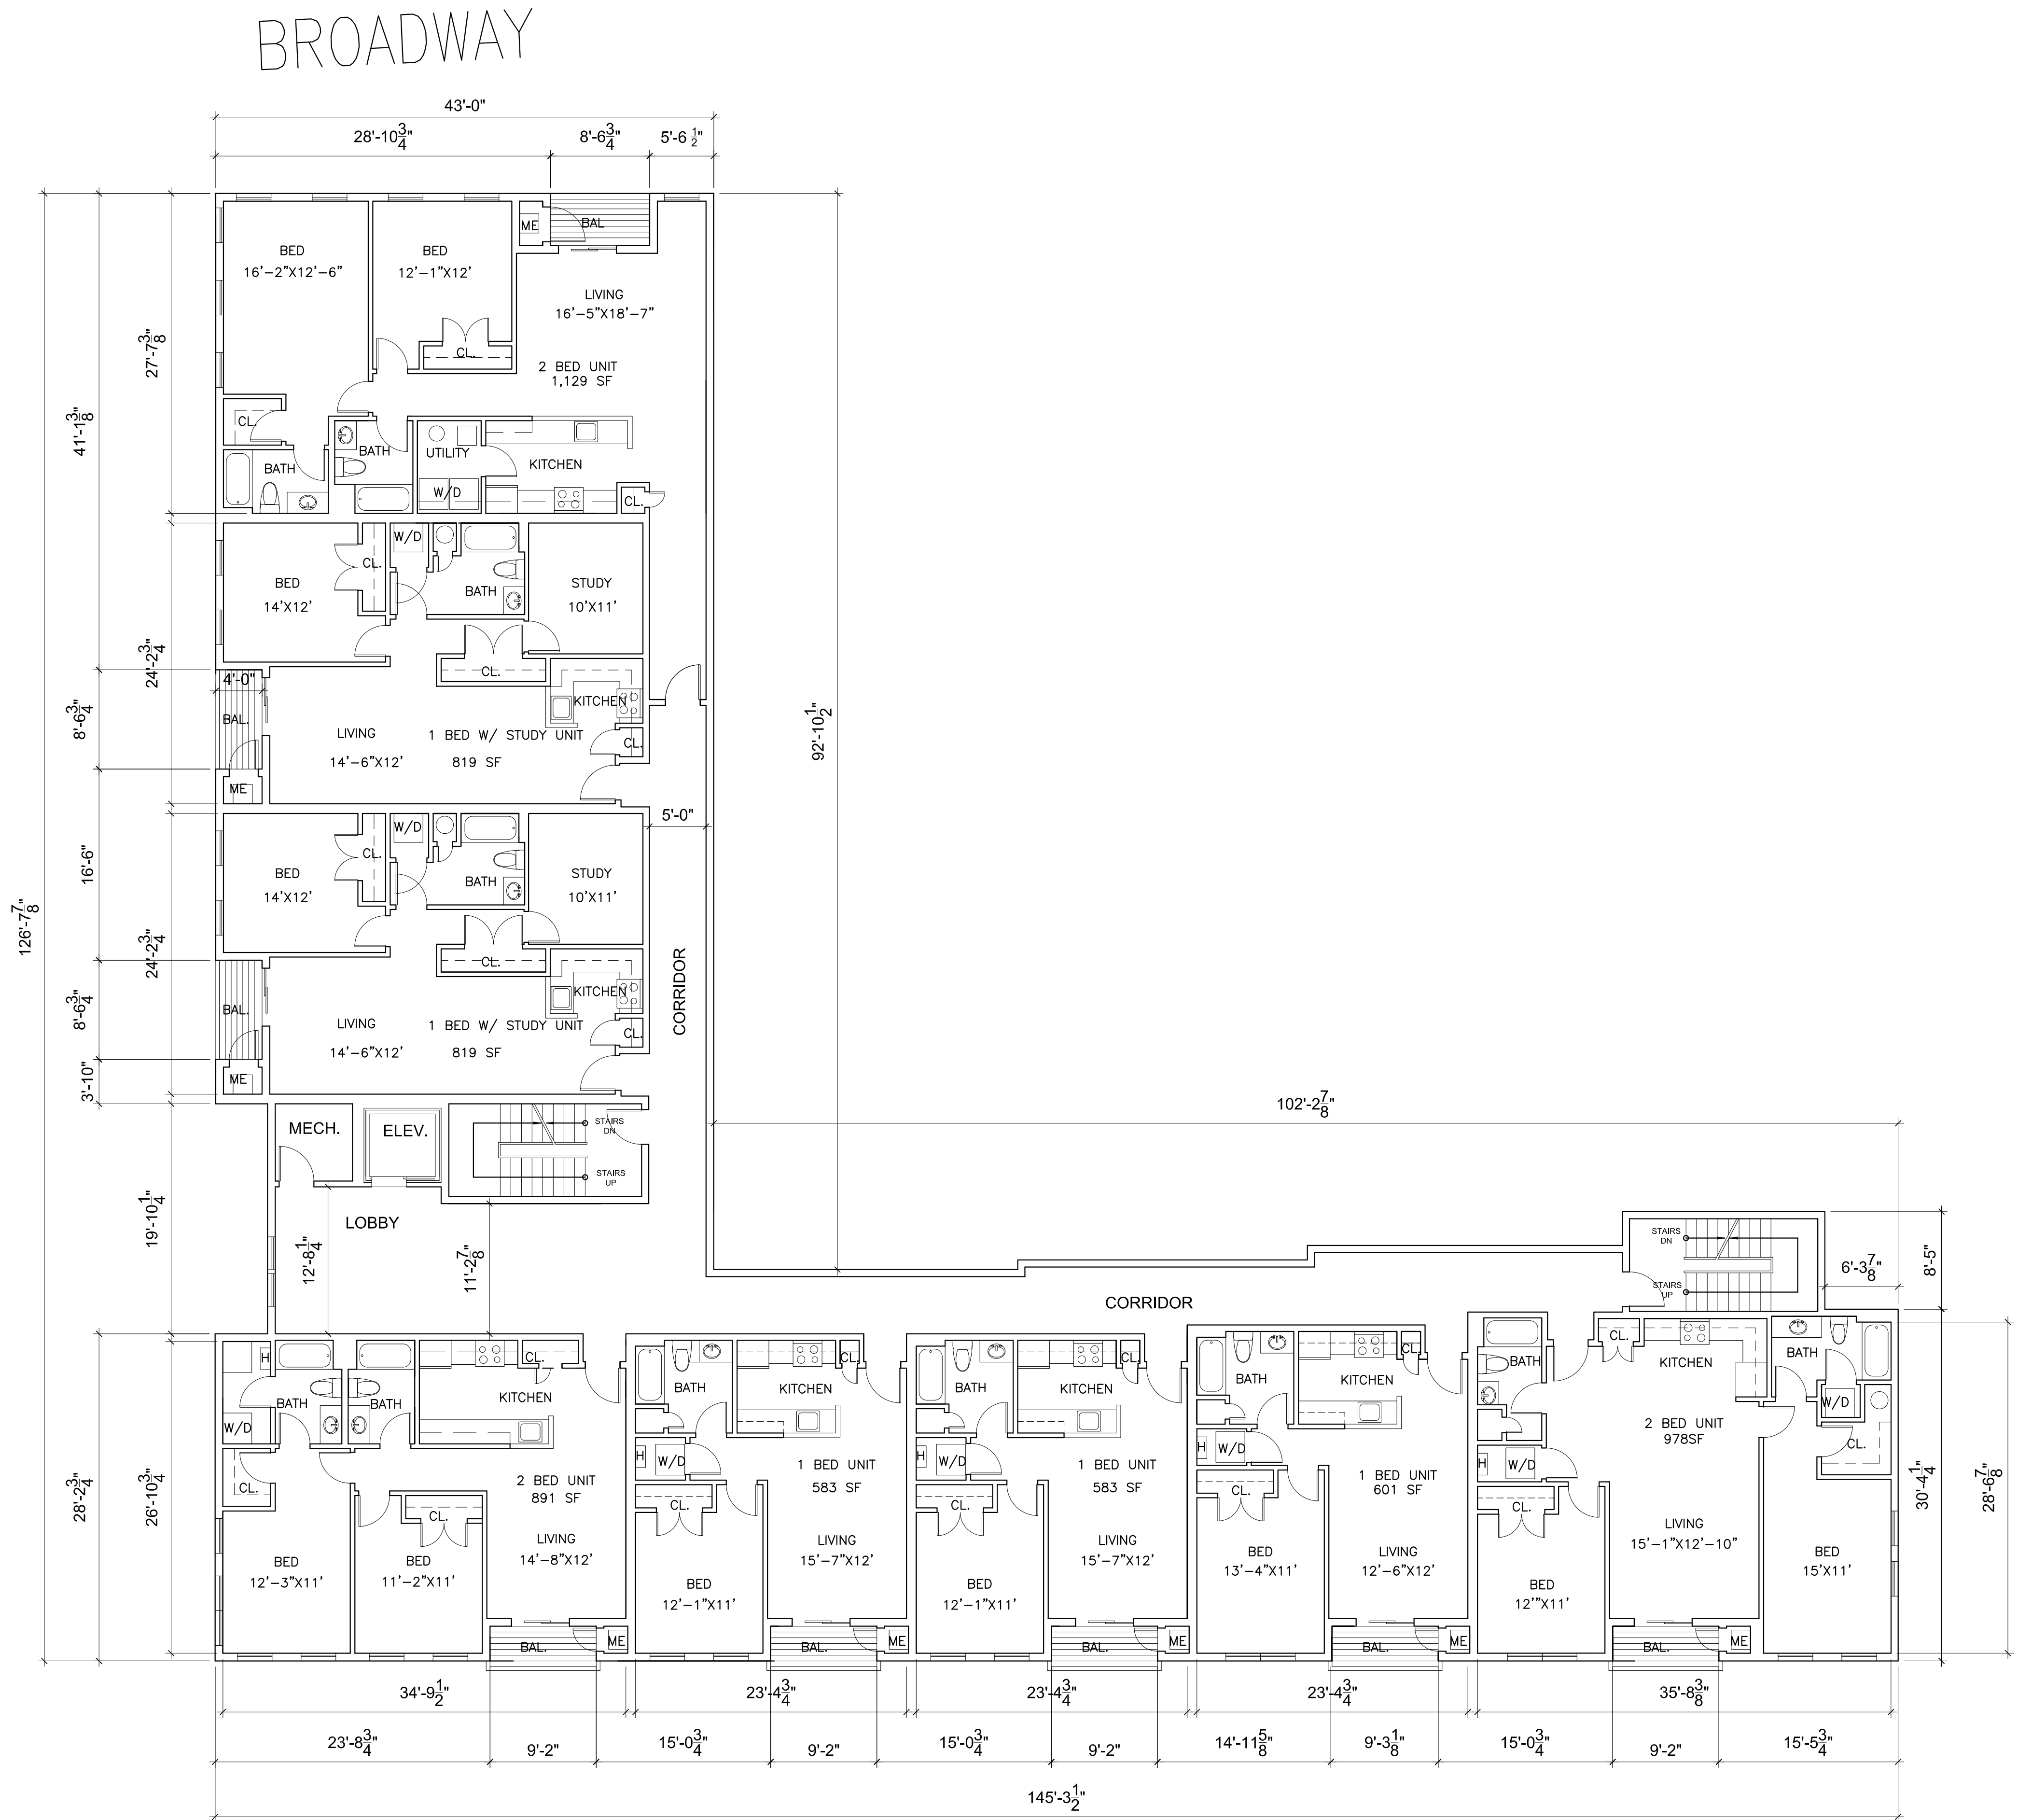 BROADWAY
43'-0"
28'-10 3/4"
8'-6 3/4"
5'-6 1/2"
BED
16'-2"X12'-6"
BED
12'-1"X12'
ME
BAL
LIVING
16'-5"X18'-7"
CL.
2 BED UNIT
1,129 SF
CL.
BATH
BATH
UTILITY
W/D
KITCHEN
CL.
27'-7 3/8"
41'-1 3/8"
BED
14'X12'
CL.
W/D
BATH
STUDY
10'X11'
CL.
KITCHEN
4'-0"
BAL.
LIVING
14'-6"X12'
1 BED W/ STUDY UNIT
819 SF
CL.
ME
24'-2 3/4"
8'-6 3/4"
92'-10 1/2"
5'-0"
BED
14'X12'
CL.
W/D
BATH
STUDY
10'X11'
CL.
KITCHEN
BAL.
LIVING
14'-6"X12'
1 BED W/ STUDY UNIT
819 SF
CL.
ME
16'-6"
126'-7 7/8"
24'-2 3/4"
8'-6 3/4"
3'-10"
CORRIDOR
MECH.
ELEV.
STAIRS
DN
STAIRS
UP
LOBBY
19'-10 1/4"
12'-8 1/4"
11'-2 7/8"
102'-2 7/8"
CORRIDOR
STAIRS
DN
STAIRS
UP
6'-3 7/8"
8'-5"
H
BATH
BATH
W/D
CL.
KITCHEN
CL.
2 BED UNIT
891 SF
CL.
LIVING
14'-8"X12'
BED
12'-3"X11'
BED
11'-2"X11'
BAL.
ME
28'-2 3/4"
26'-10 3/4"
BATH
KITCHEN
CL.
H
W/D
1 BED UNIT
583 SF
CL.
LIVING
15'-7"X12'
BED
12'-1"X11'
BAL.
ME
BATH
KITCHEN
CL.
H
W/D
1 BED UNIT
583 SF
CL.
LIVING
15'-7"X12'
BED
12'-1"X11'
BAL.
ME
BATH
KITCHEN
CL.
H
W/D
1 BED UNIT
601 SF
CL.
BED
13'-4"X11'
LIVING
12'-6"X12'
BAL.
ME
BATH
CL.
KITCHEN
BATH
W/D
2 BED UNIT
978SF
CL.
H
W/D
CL.
LIVING
15'-1"X12'-10"
BED
12'"X11'
BED
15'X11'
BAL.
ME
30'-4 1/4"
28'-6 7/8"
34'-9 1/2"
23'-4 3/4"
23'-4 3/4"
23'-4 3/4"
35'-8 3/8"
23'-8 3/4"
9'-2"
15'-0 3/4"
9'-2"
15'-0 3/4"
9'-2"
14'-11 5/8"
9'-3 1/8"
15'-0 3/4"
9'-2"
15'-5 3/4"
145'-3 1/2"